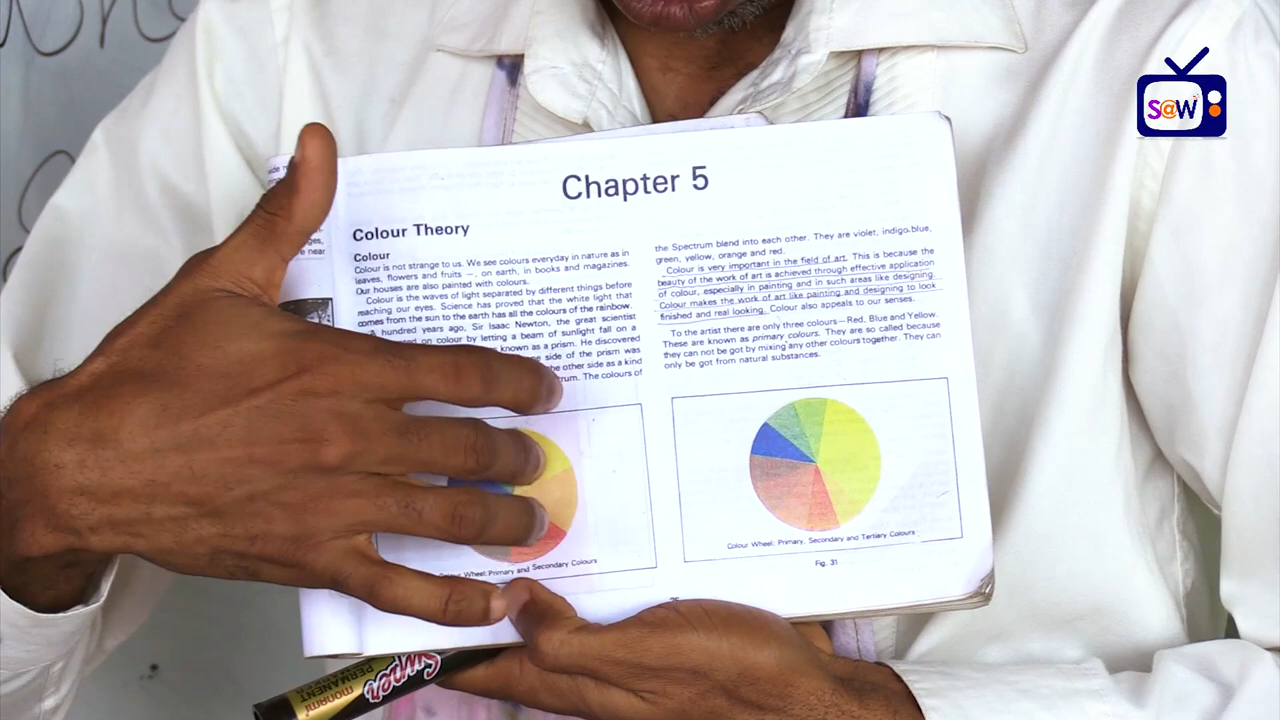 S@W
Chapter 5
Colour Theory
Colour
Colour is not strange to us. We see colours everyday in nature as in
leaves, flowers and fruits —, on earth, in books and magazines.
Our houses are also painted with colours.
Colour is the waves of light separated by different things before
reaching our eyes. Science has proved that the white light that
comes from the sun to the earth has all the colours of the rainbow.
A hundred years ago, Sir Isaac Newton, the great scientist
on colour by letting a beam of sunlight fall on a
known as a prism. He discovered
side of the prism was
the other side as a kind
The colours of
the Spectrum blend into each other. They are violet, indigo, blue,
green, yellow, orange and red.
Colour is very important in the field of art. This is because the
beauty of the work of art is achieved through effective application
of colour, especially in painting and in such areas like designing.
Colour makes the work of art like painting and designing to look
finished and real looking. Colour also appeals to our senses.
To the artist there are only three colours—Red, Blue and Yellow.
These are known as primary colours. They are so called because
they can not be got by mixing any other colours together. They can
only be got from natural substances.
Wheel: Primary and Secondary Colours
Colour Wheel: Primary, Secondary and Tertiary Colours
Fig. 31
ges,
e near
Super
PERMANENT
monami